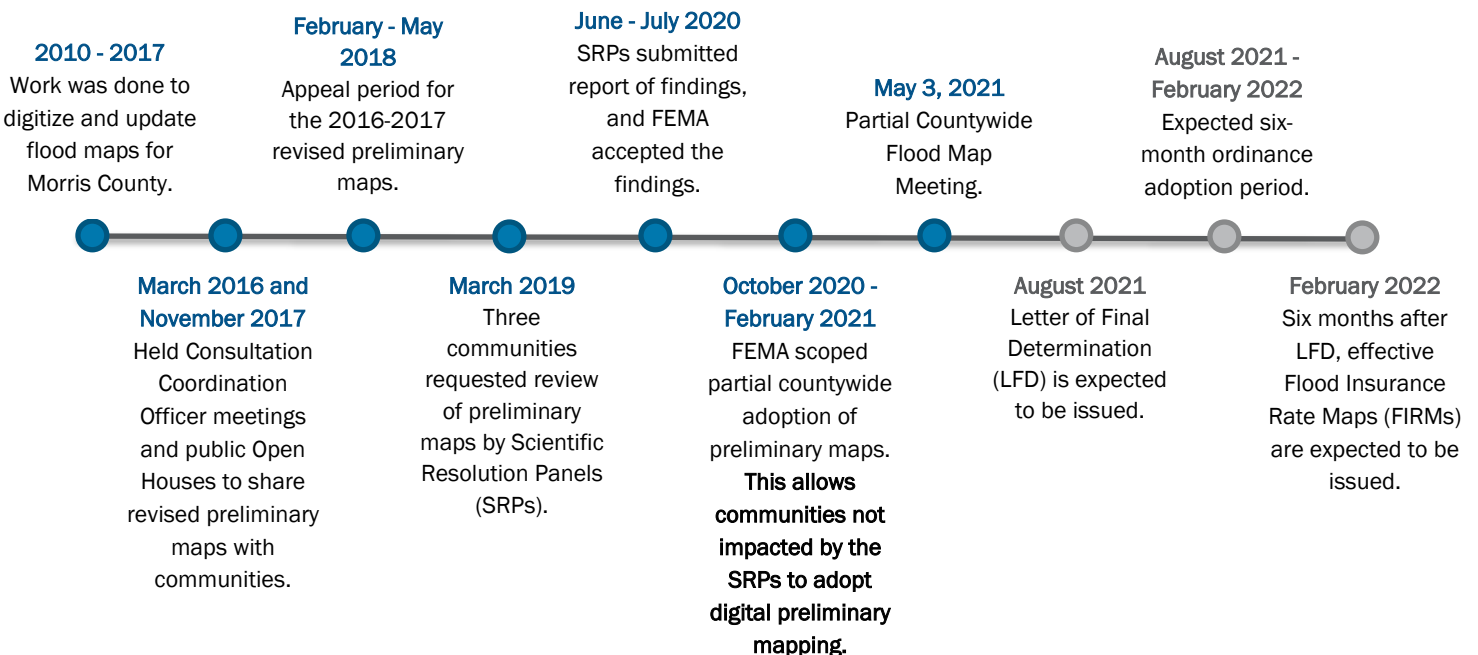 2010 - 2017
Work was done to
digitize and update
flood maps for
Morris County.
March 2016 and
November 2017
Held Consultation
Coordination
Officer meetings
and public Open
Houses to share
revised preliminary
maps with
communities.
February - May
2018
Appeal period for
the 2016-2017
revised preliminary
maps.
March 2019
Three
communities
requested review
of preliminary
maps by Scientific
Resolution Panels
(SRPs).
June - July 2020
SRPs submitted
report of findings,
and FEMA
accepted the
findings.
October 2020 -
February 2021
FEMA scoped
partial countywide
adoption of
preliminary maps.
This allows
communities not
impacted by the
SRPs to adopt
digital preliminary
mapping.
May 3, 2021
Partial Countywide
Flood Map
Meeting.
August 2021
Letter of Final
Determination
(LFD) is expected
to be issued.
August 2021 -
February 2022
Expected six-
month ordinance
adoption period.
February 2022
Six months after
LFD, effective
Flood Insurance
Rate Maps (FIRMs)
are expected to be
issued.